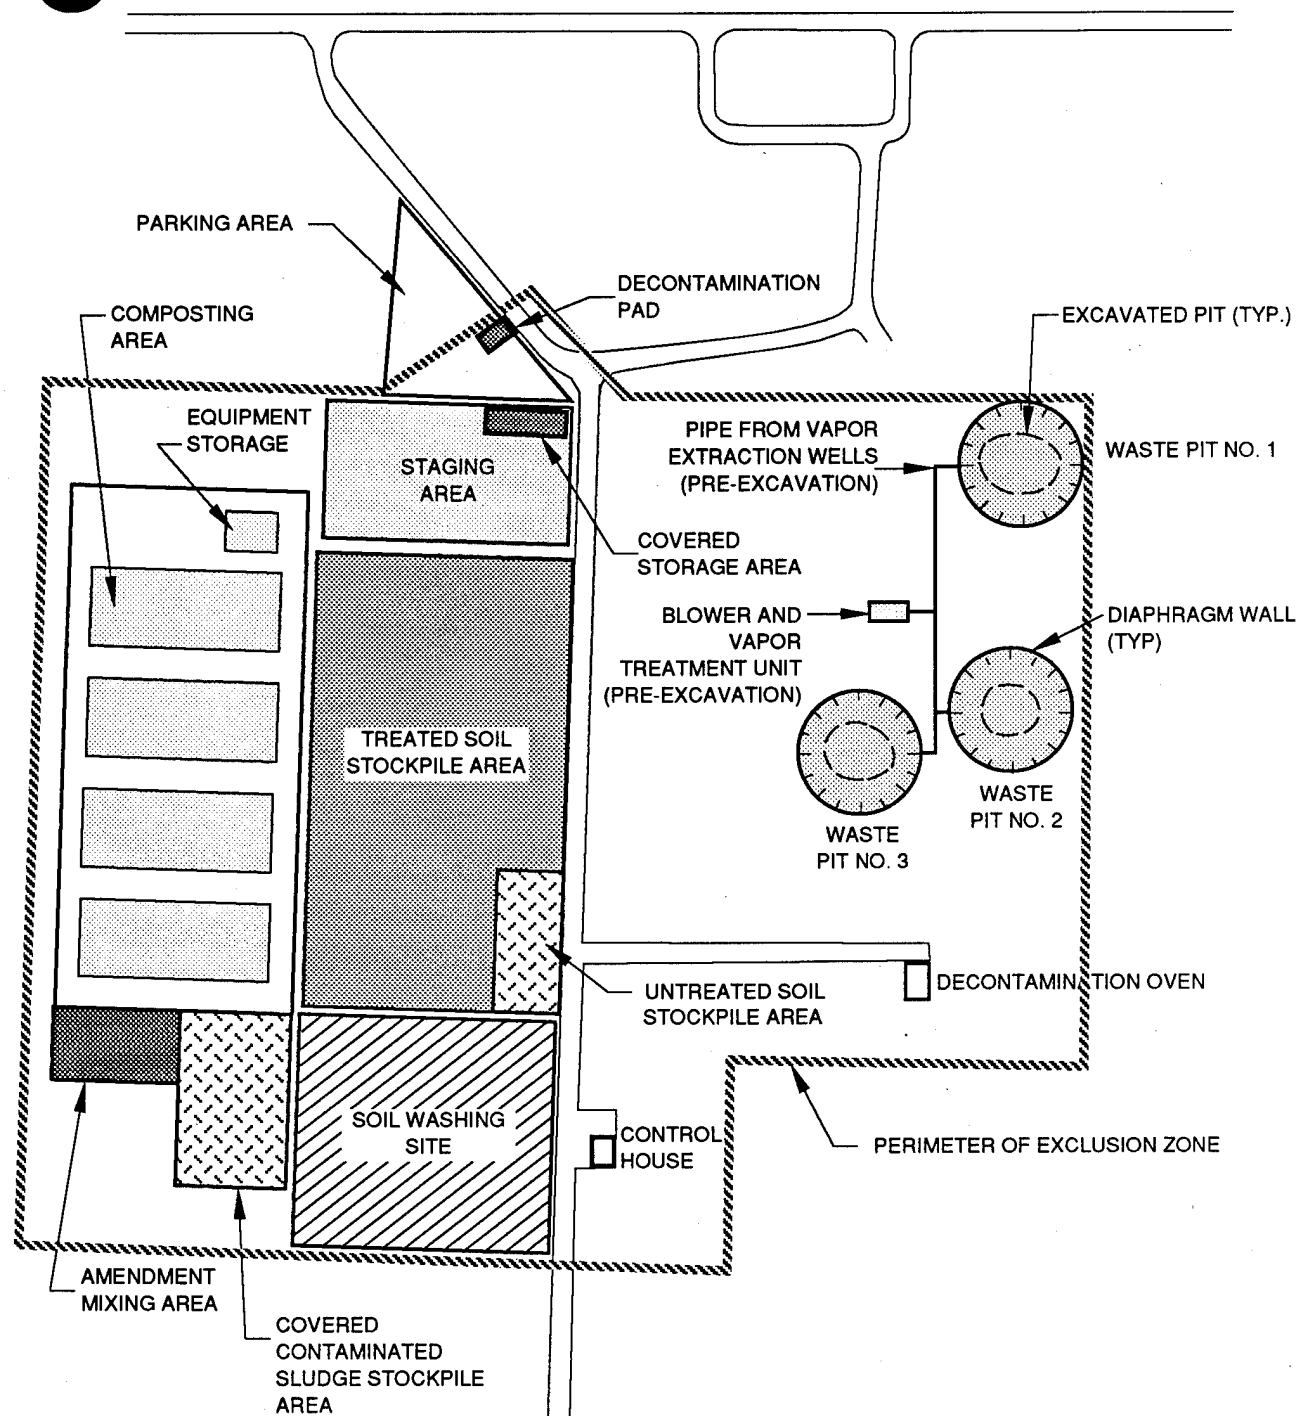 PARKING AREA
DECONTAMINATION
PAD
COMPOSTING
AREA
EXCAVATED PIT (TYP.)
EQUIPMENT
STORAGE
PIPE FROM VAPOR
EXTRACTION WELLS
(PRE-EXCAVATION)
WASTE PIT NO. 1
STAGING
AREA
COVERED
STORAGE AREA
BLOWER AND
VAPOR
TREATMENT UNIT
(PRE-EXCAVATION)
DIAPHRAGM WALL
(TYP)
TREATED SOIL
STOCKPILE AREA
WASTE
PIT NO. 2
WASTE
PIT NO. 3
UNTREATED SOIL
STOCKPILE AREA
DECONTAMINATION OVEN
SOIL WASHING
SITE
CONTROL
HOUSE
PERIMETER OF EXCLUSION ZONE
AMENDMENT
MIXING AREA
COVERED
CONTAMINATED
SLUDGE STOCKPILE
AREA